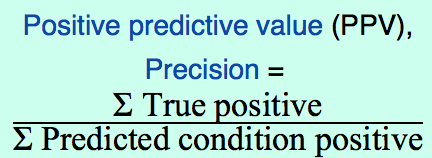 Positive predictive value (PPV),
Precision =
Σ True positive
Σ Predicted condition positive